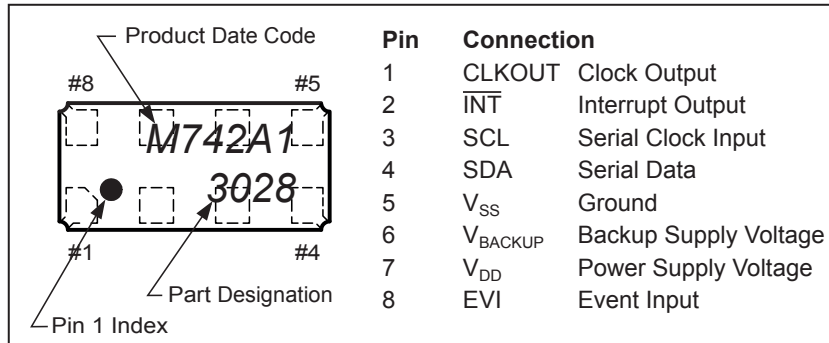 Product Date Code
#8 #5
M742A1
3028
#1 #4
Part Designation
Pin 1 Index
Pin Connection
1 CLKOUT Clock Output
2 INT Interrupt Output
3 SCL Serial Clock Input
4 SDA Serial Data
5 VSS Ground
6 VBACKUP Backup Supply Voltage
7 VDD Power Supply Voltage
8 EVI Event Input